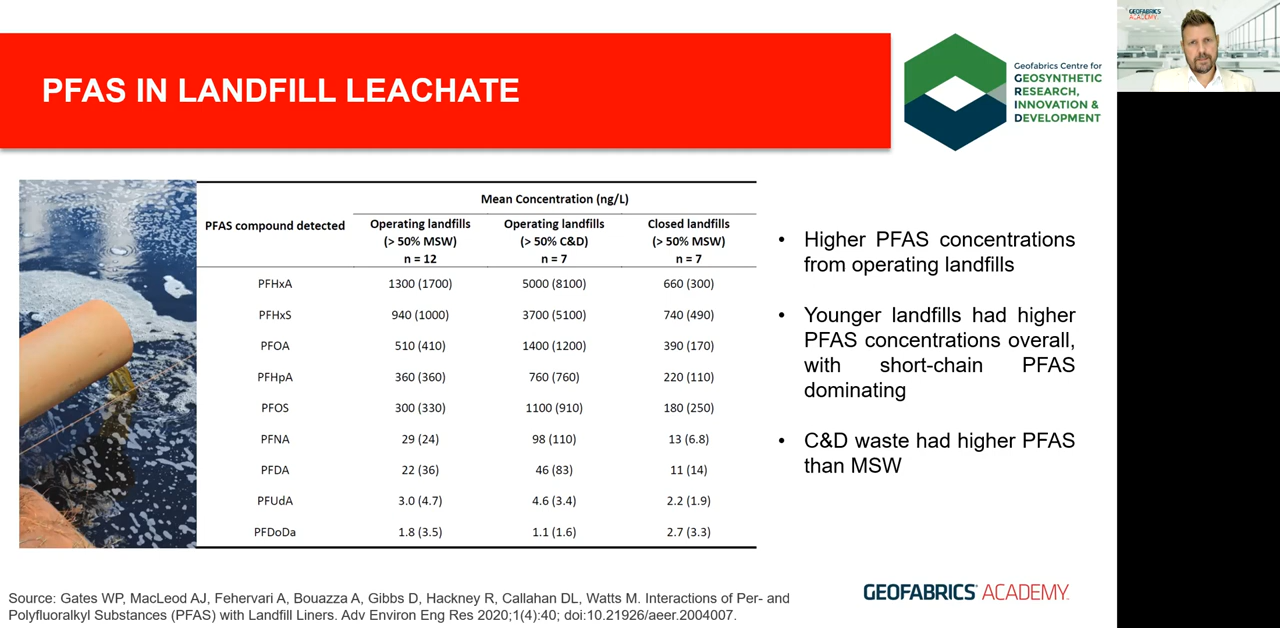 PFAS IN LANDFILL LEACHATE
Geofabrics Centre for
GEOSYNTHETIC
RESEARCH,
INNOVATION &
DEVELOPMENT
GEOFABRICS
ACADEMY
Mean Concentration (ng/L)
PFAS compound detected
Operating landfills
(> 50% MSW)
n = 12
Operating landfills
(> 50% C&D)
n = 7
Closed landfills
(> 50% MSW)
n = 7
PFHxA 1300 (1700) 5000 (8100) 660 (300)
PFHxS 940 (1000) 3700 (5100) 740 (490)
PFOA 510 (410) 1400 (1200) 390 (170)
PFHpA 360 (360) 760 (760) 220 (110)
PFOS 300 (330) 1100 (910) 180 (250)
PFNA 29 (24) 98 (110) 13 (6.8)
PFDA 22 (36) 46 (83) 11 (14)
PFUdA 3.0 (4.7) 4.6 (3.4) 2.2 (1.9)
PFDoDa 1.8 (3.5) 1.1 (1.6) 2.7 (3.3)
• Higher PFAS concentrations
from operating landfills
• Younger landfills had higher
PFAS concentrations overall,
with short-chain PFAS
dominating
• C&D waste had higher PFAS
than MSW
Source: Gates WP, MacLeod AJ, Fehervari A, Bouazza A, Gibbs D, Hackney R, Callahan DL, Watts M. Interactions of Per- and
Polyfluoralkyl Substances (PFAS) with Landfill Liners. Adv Environ Eng Res 2020;1(4):40; doi:10.21926/aeer.2004007.
GEOFABRICS ACADEMY